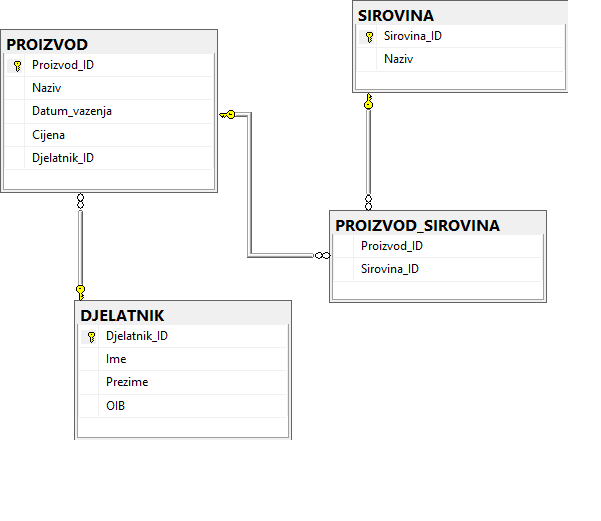 PROIZVOD
Proizvod_ID
Naziv
Datum_vazenja
Cijena
Djelatnik_ID
SIROVINA
Sirovina_ID
Naziv
PROIZVOD_SIROVINA
Proizvod_ID
Sirovina_ID
DJELATNIK
Djelatnik_ID
Ime
Prezime
OIB